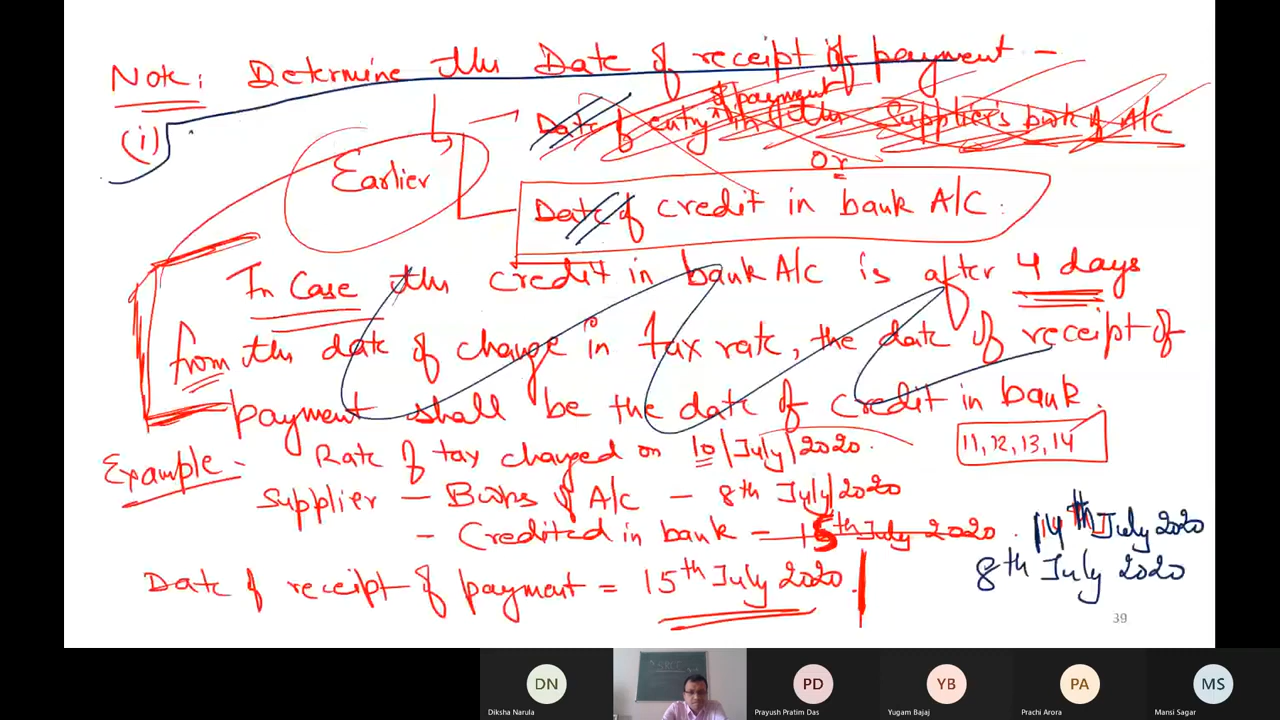 Note: Determine the Date of receipt of payment -
(i)
of payment
Date of entry in the Supplier's book of A/C
Or
Earlier
Date of credit in bank A/C.
In Case the credit in bank A/C is after 4 days
from the date of change in Tax rate, the date of receipt of
payment shall be the date of credit in bank.
11, 12, 13, 14
Example - Rate of tax changed on 10/July/2020.
Supplier - Books of A/C - 8th July/2020
- Credited in bank = 15th July 2020.
14th July 2020
8th July 2020
Date of receipt of payment = 15th July 2020.
39
DN
PD
YB
PA
MS
Diksha Narula
Prayush Pratim Das
Yugam Bajaj
Prachi Arora
Mansi Sagar